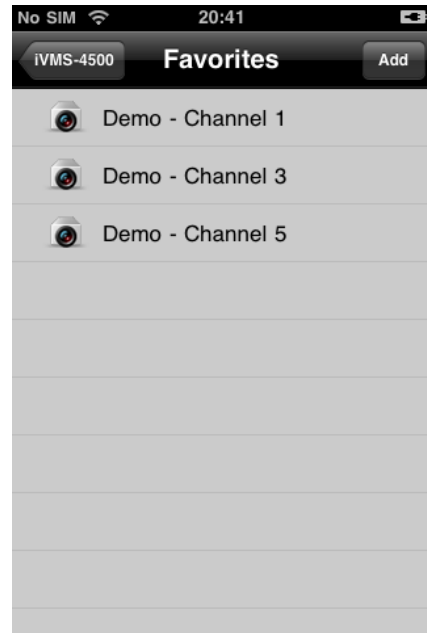 No SIM 20:41
iVMS-4500 Favorites Add
Demo - Channel 1
Demo - Channel 3
Demo - Channel 5